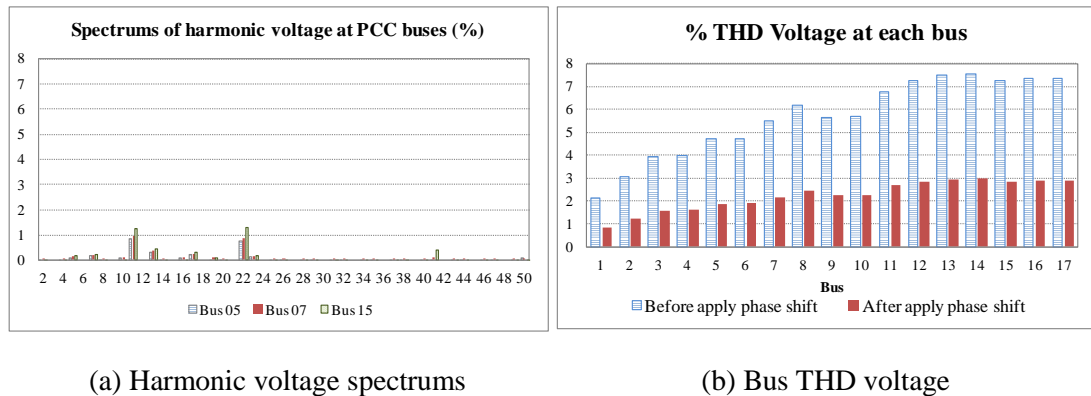 Spectrums of harmonic voltage at PCC buses (%)
8
7
6
5
4
3
2
1
0
2 4 6 8 10 12 14 16 18 20 22 24 26 28 30 32 34 36 38 40 42 44 46 48 50
Bus 05 Bus 07 Bus 15
(a) Harmonic voltage spectrums
% THD Voltage at each bus
8
7
6
5
4
3
2
1
0
1 2 3 4 5 6 7 8 9 10 11 12 13 14 15 16 17
Bus
Before apply phase shift After apply phase shift
(b) Bus THD voltage